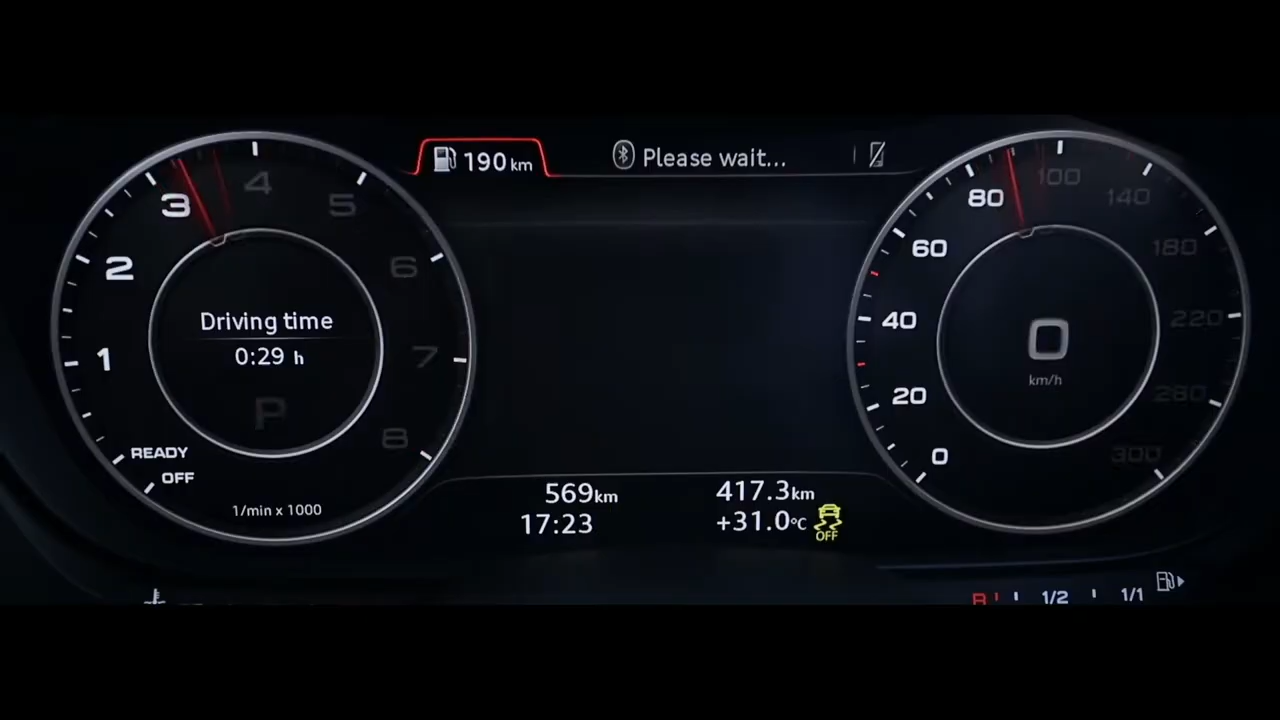 190 km
Please wait...
1
2
3
4
5
6
7
8
Driving time
0:29 h
P
READY
OFF
1/min x 1000
0
20
40
60
80
100
140
180
220
260
300
0
km/h
569 km
417.3 km
17:23
+31.0 °C
OFF
R
1/2
1/1